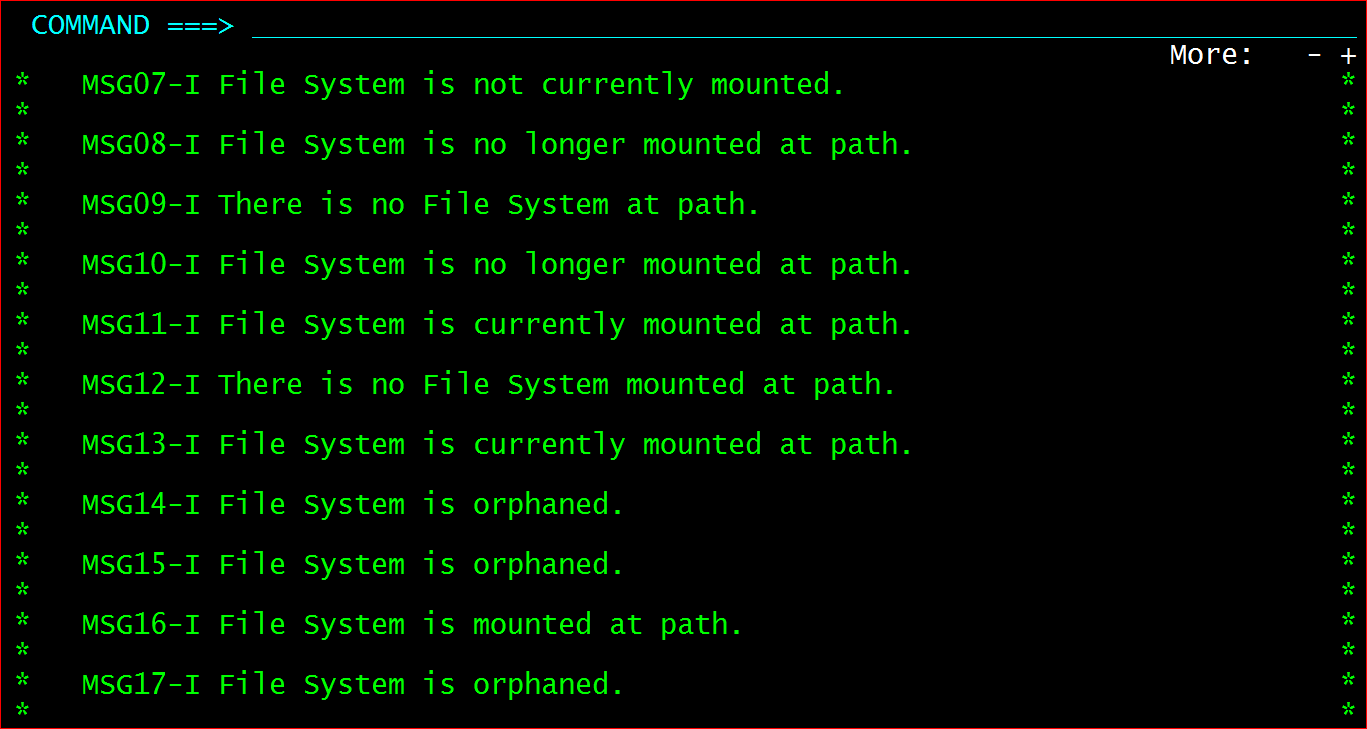 COMMAND ===>
More: - +
* MSG07-I File System is not currently mounted. *
* *
* MSG08-I File System is no longer mounted at path. *
* *
* MSG09-I There is no File System at path. *
* *
* MSG10-I File System is no longer mounted at path. *
* *
* MSG11-I File System is currently mounted at path. *
* *
* MSG12-I There is no File System mounted at path. *
* *
* MSG13-I File System is currently mounted at path. *
* *
* MSG14-I File System is orphaned. *
* *
* MSG15-I File System is orphaned. *
* *
* MSG16-I File System is mounted at path. *
* *
* MSG17-I File System is orphaned. *
* *